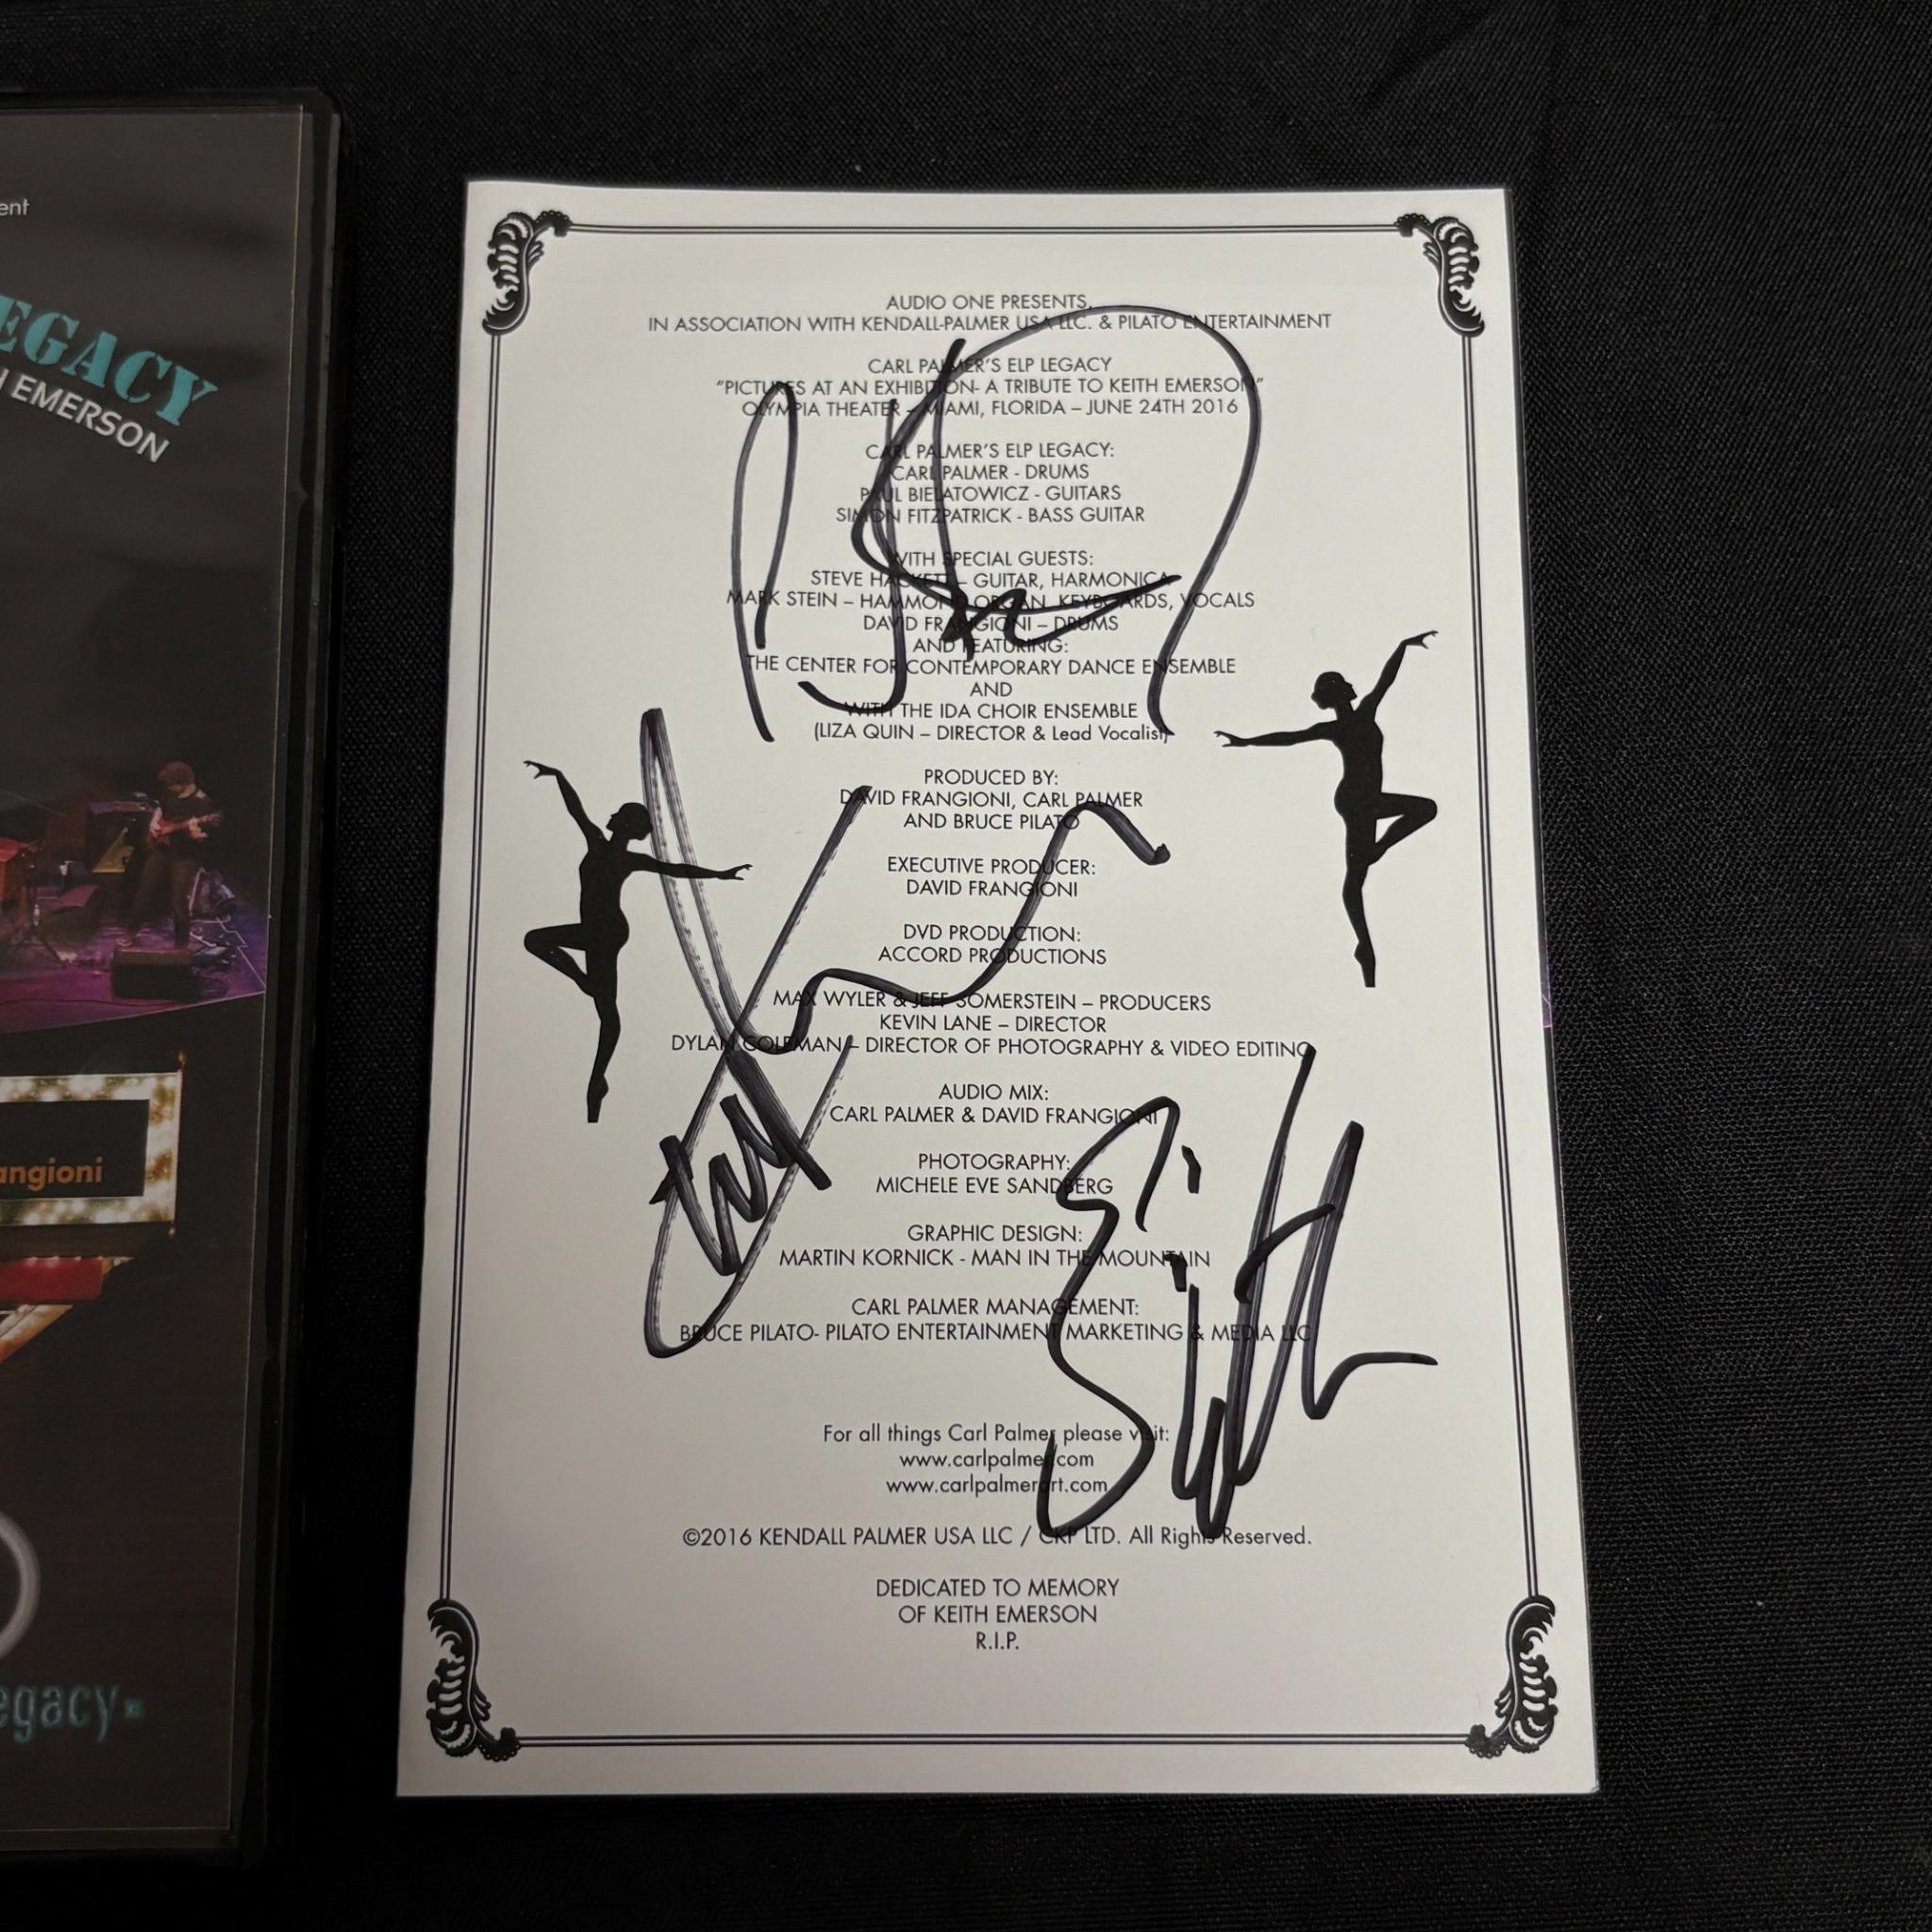 ent
EGACY
H EMERSON
angioni
egacy
AUDIO ONE PRESENTS.
IN ASSOCIATION WITH KENDALL-PALMER USA LLC. & PILATO ENTERTAINMENT
CARL PALMER'S ELP LEGACY
"PICTURES AT AN EXHIBITION- A TRIBUTE TO KEITH EMERSON"
OLYMPIA THEATER – MIAMI, FLORIDA – JUNE 24TH 2016
CARL PALMER'S ELP LEGACY:
CARL PALMER - DRUMS
PAUL BIELATOWICZ - GUITARS
SIMON FITZPATRICK - BASS GUITAR
WITH SPECIAL GUESTS:
STEVE HACKETT – GUITAR, HARMONICA
MARK STEIN – HAMMOND ORGAN, KEYBOARDS, VOCALS
DAVID FRANGIONI – DRUMS
AND FEATURING:
THE CENTER FOR CONTEMPORARY DANCE ENSEMBLE
AND
WITH THE IDA CHOIR ENSEMBLE
(LIZA QUIN – DIRECTOR & Lead Vocalist)
PRODUCED BY:
DAVID FRANGIONI, CARL PALMER
AND BRUCE PILATO
EXECUTIVE PRODUCER:
DAVID FRANGIONI
DVD PRODUCTION:
ACCORD PRODUCTIONS
MAX WYLER & JEFF SOMERSTEIN – PRODUCERS
KEVIN LANE – DIRECTOR
DYLAN COLEMAN – DIRECTOR OF PHOTOGRAPHY & VIDEO EDITING
AUDIO MIX:
CARL PALMER & DAVID FRANGIONI
PHOTOGRAPHY:
MICHELE EVE SANDBERG
GRAPHIC DESIGN:
MARTIN KORNICK - MAN IN THE MOUNTAIN
CARL PALMER MANAGEMENT:
BRUCE PILATO- PILATO ENTERTAINMENT MARKETING & MEDIA LLC
For all things Carl Palmer please visit:
www.carlpalmer.com
www.carlpalmerart.com
©2016 KENDALL PALMER USA LLC / CKP LTD. All Rights Reserved.
DEDICATED TO MEMORY
OF KEITH EMERSON
R.I.P.